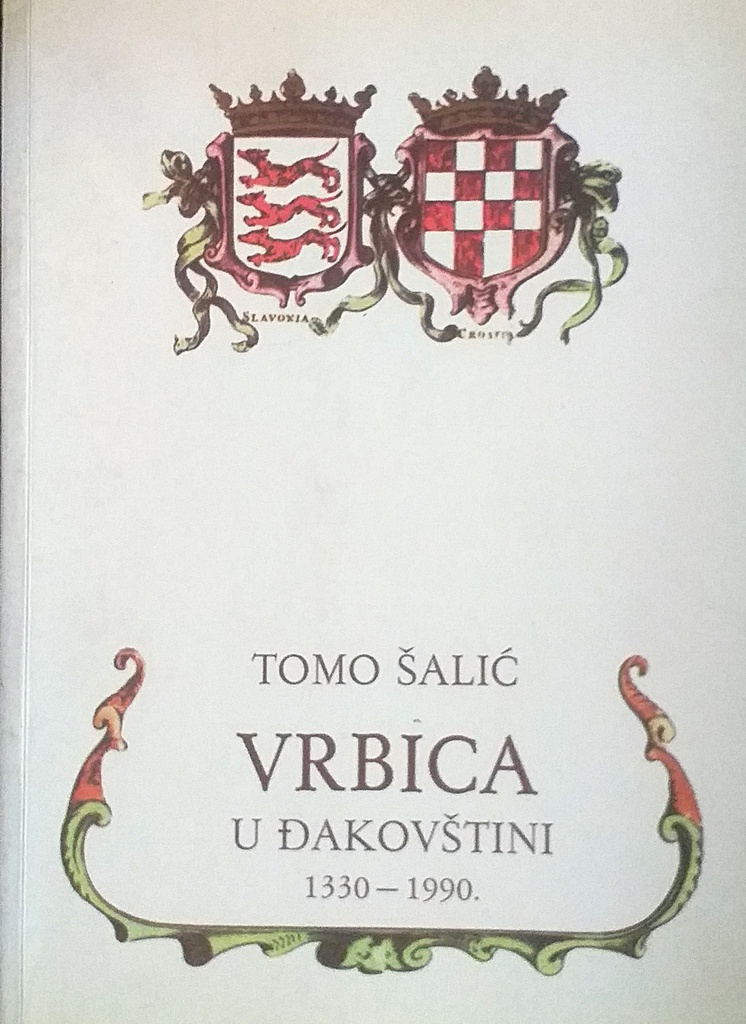 SLAVONIA
TOMO ŠALIĆ
VRBICA
U ĐAKOVŠTINI
1330 – 1990.